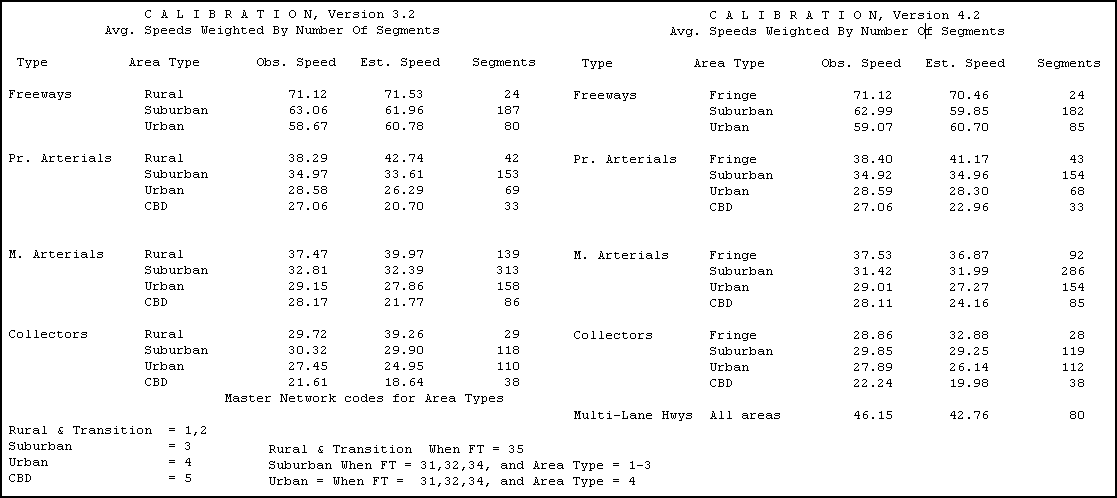 C A L I B R A T I O N, Version 3.2
Avg. Speeds Weighted By Number Of Segments
Type Area Type Obs. Speed Est. Speed Segments
Freeways Rural 71.12 71.53 24
Suburban 63.06 61.96 187
Urban 58.67 60.78 80
Pr. Arterials Rural 38.29 42.74 42
Suburban 34.97 33.61 153
Urban 28.58 26.29 69
CBD 27.06 20.70 33
M. Arterials Rural 37.47 39.97 139
Suburban 32.81 32.39 313
Urban 29.15 27.86 158
CBD 28.17 21.77 86
Collectors Rural 29.72 39.26 29
Suburban 30.32 29.90 118
Urban 27.45 24.95 110
CBD 21.61 18.64 38
C A L I B R A T I O N, Version 4.2
Avg. Speeds Weighted By Number Of Segments
Type Area Type Obs. Speed Est. Speed Segments
Freeways Fringe 71.12 70.46 24
Suburban 62.99 59.85 182
Urban 59.07 60.70 85
Pr. Arterials Fringe 38.40 41.17 43
Suburban 34.92 34.96 154
Urban 28.59 28.30 68
CBD 27.06 22.96 33
M. Arterials Fringe 37.53 36.87 92
Suburban 31.42 31.99 286
Urban 29.01 27.27 154
CBD 28.11 24.16 85
Collectors Fringe 28.86 32.88 28
Suburban 29.85 29.25 119
Urban 27.89 26.14 112
CBD 22.24 19.98 38
Multi-Lane Hwys All areas 46.15 42.76 80
Master Network codes for Area Types
Rural & Transition = 1,2
Suburban = 3
Urban = 4
CBD = 5
Rural & Transition When FT = 35
Suburban When FT = 31,32,34, and Area Type = 1-3
Urban = When FT = 31,32,34, and Area Type = 4